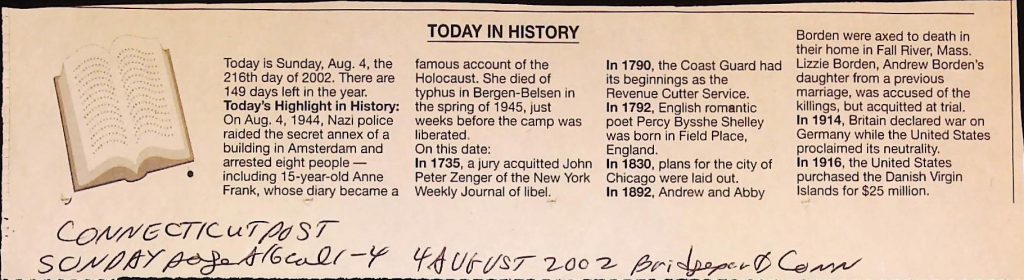 TODAY IN HISTORY
Today is Sunday, Aug. 4, the
216th day of 2002. There are
149 days left in the year.
Today's Highlight in History:
On Aug. 4, 1944, Nazi police
raided the secret annex of a
building in Amsterdam and
arrested eight people —
including 15-year-old Anne
Frank, whose diary became a
famous account of the
Holocaust. She died of
typhus in Bergen-Belsen in
the spring of 1945, just
weeks before the camp was
liberated.
On this date:
In 1735, a jury acquitted John
Peter Zenger of the New York
Weekly Journal of libel.
In 1790, the Coast Guard had
its beginnings as the
Revenue Cutter Service.
In 1792, English romantic
poet Percy Bysshe Shelley
was born in Field Place,
England.
In 1830, plans for the city of
Chicago were laid out.
In 1892, Andrew and Abby
Borden were axed to death in
their home in Fall River, Mass.
Lizzie Borden, Andrew Borden's
daughter from a previous
marriage, was accused of the
killings, but acquitted at trial.
In 1914, Britain declared war on
Germany while the United States
proclaimed its neutrality.
In 1916, the United States
purchased the Danish Virgin
Islands for $25 million.
CONNECTICUT POST
SUNDAY page A16 cols 1-4 4 AUGUST 2002 Bridgeport Conn